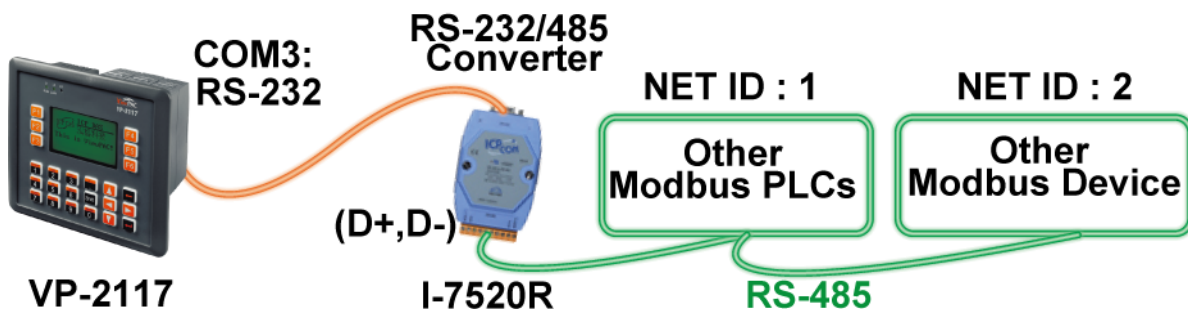 COM3:
RS-232
RS-232/485
Converter
NET ID : 1
NET ID : 2
Other
Modbus PLCs
Other
Modbus Device
(D+,D-)
VP-2117
I-7520R
RS-485